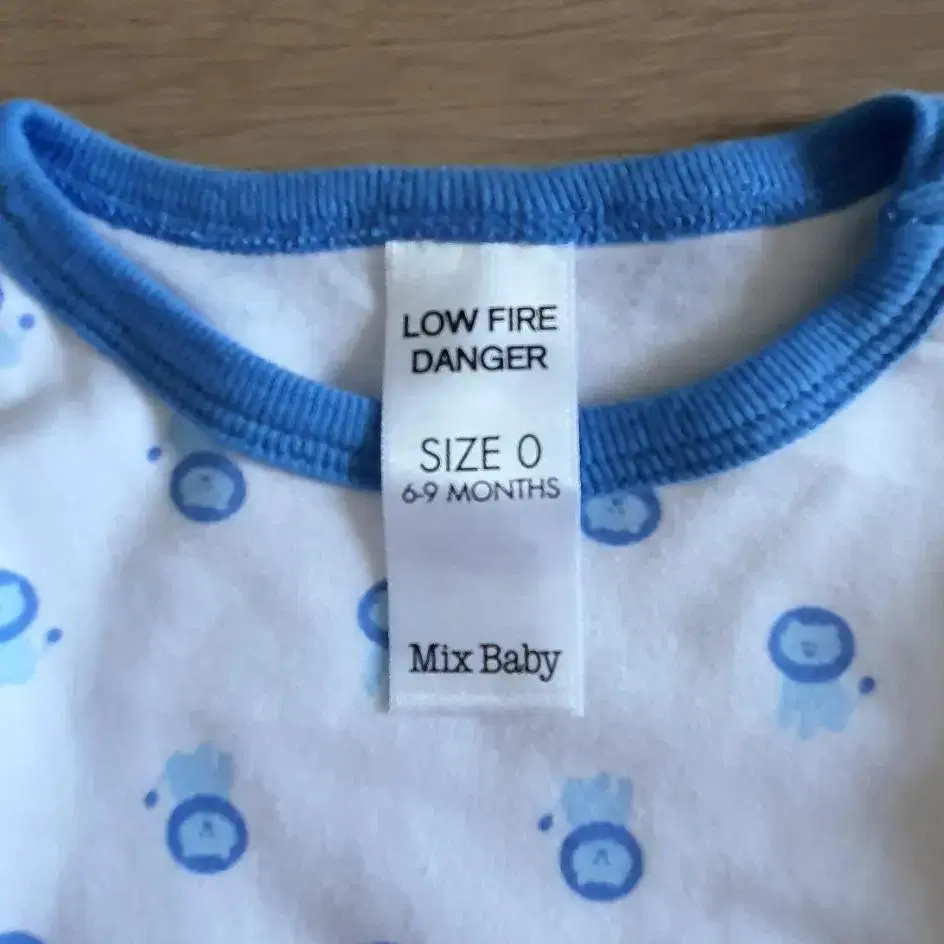 LOW FIRE
DANGER
SIZE 0
6-9 MONTHS
Mix Baby